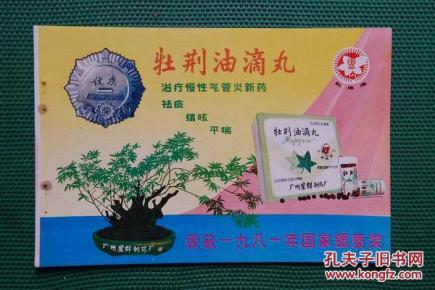 牡荆油滴丸
治疗慢性气管炎新药
祛痰
镇咳
平喘
优质
奖
牡荆油滴丸
广州星群制药厂
广州星群制药厂
荣获一九八一年国家银质奖
孔夫子旧书网
www.kongfz.com